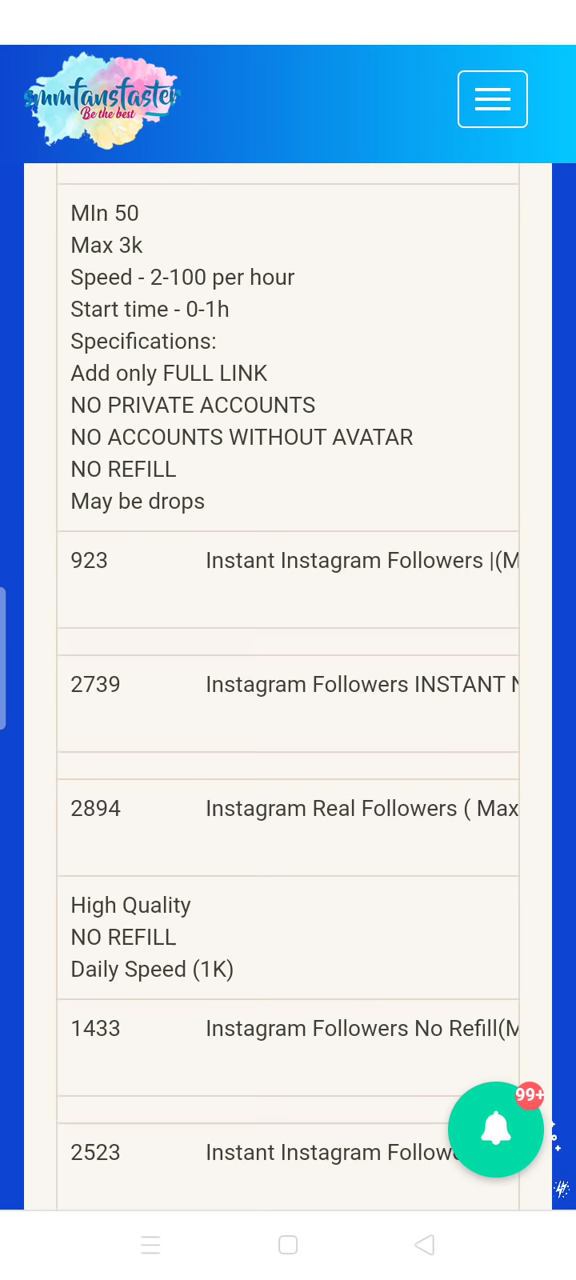 smmfansfaster
Be the best
MIn 50
Max 3k
Speed - 2-100 per hour
Start time - 0-1h
Specifications:
Add only FULL LINK
NO PRIVATE ACCOUNTS
NO ACCOUNTS WITHOUT AVATAR
NO REFILL
May be drops
923 Instant Instagram Followers |(M
2739 Instagram Followers INSTANT N
2894 Instagram Real Followers ( Max
High Quality
NO REFILL
Daily Speed (1K)
1433 Instagram Followers No Refill(M
99+
2523 Instant Instagram Follow